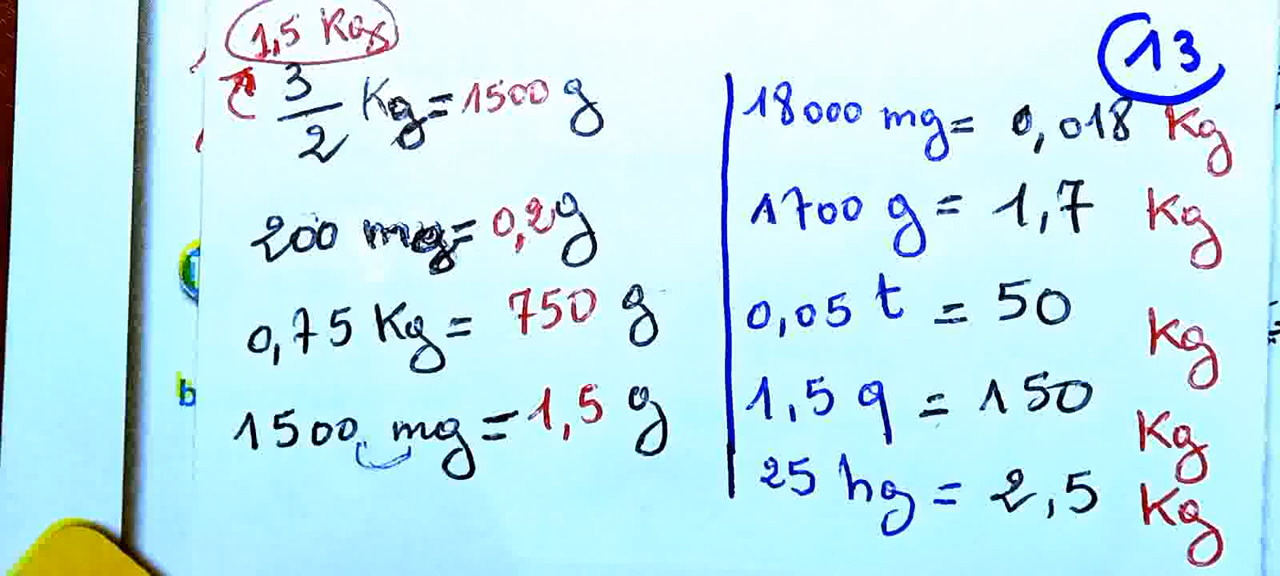 1,5 Kgs
3/2 Kg = 1500 g
200 mg = 0,2g
0,75 Kg = 750 g
1500 mg = 1,5 g
13
18000 mg = 0,018 Kg
1700 g = 1,7 Kg
0,05 t = 50 Kg
1,5 q = 150 Kg
25 hg = 2,5 Kg
b